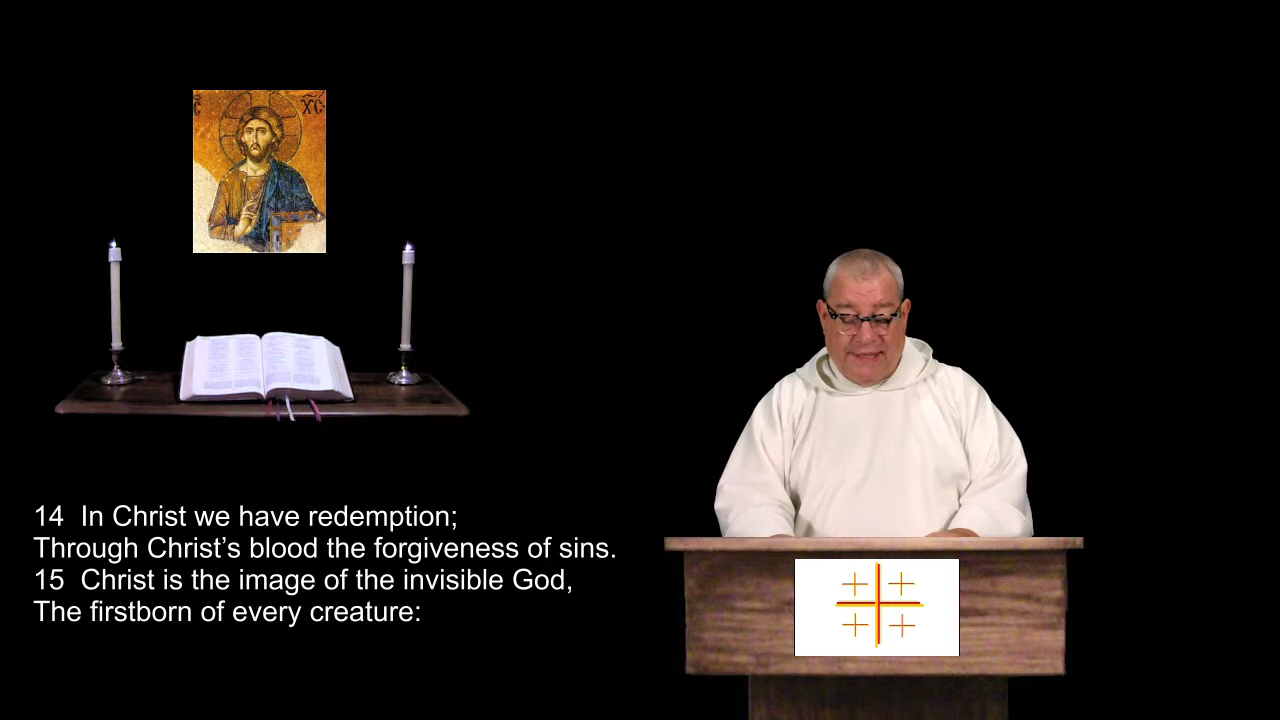 C XC
14 In Christ we have redemption;
Through Christ's blood the forgiveness of sins.
15 Christ is the image of the invisible God,
The firstborn of every creature: